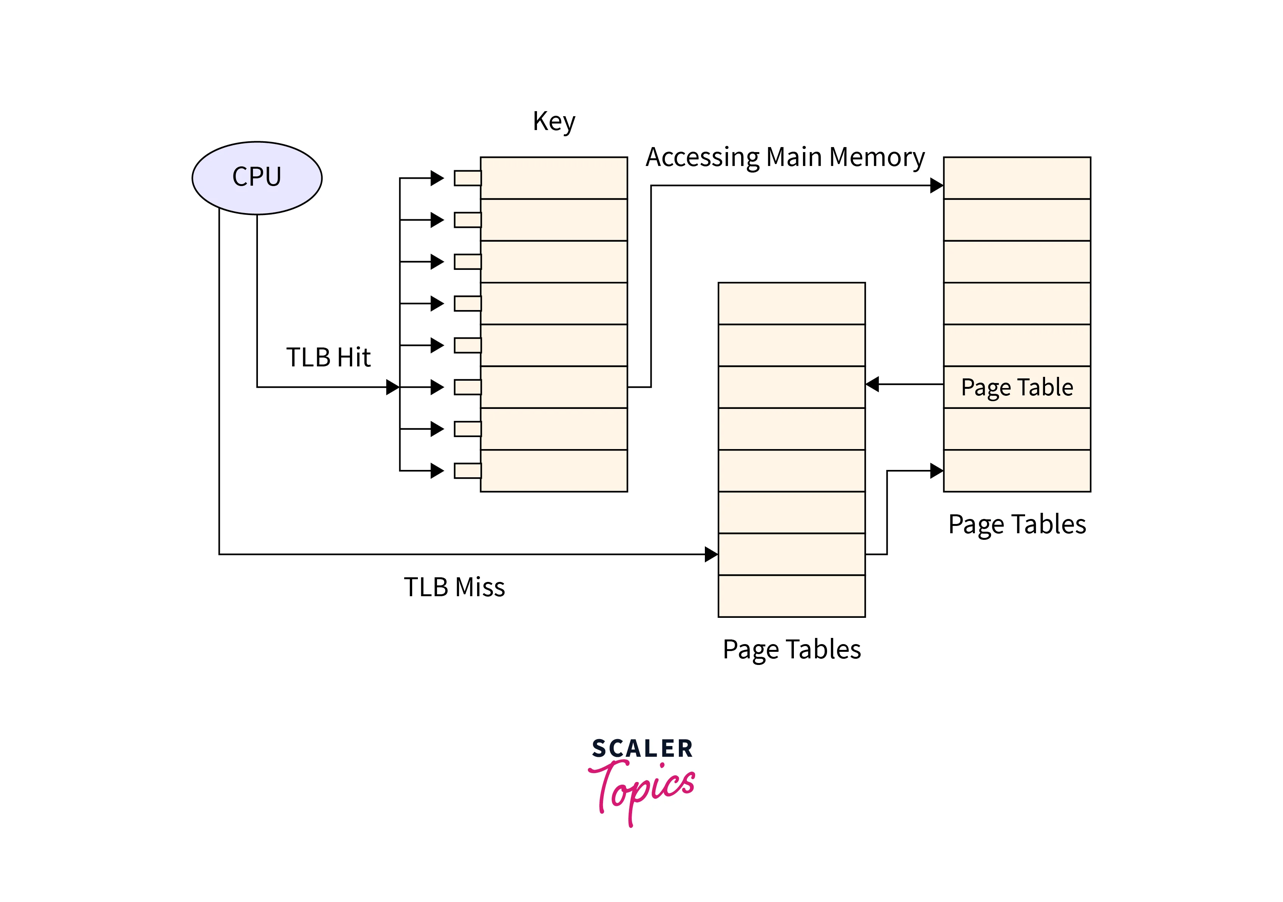 Key
Accessing Main Memory
CPU
TLB Hit
Page Table
Page Tables
TLB Miss
Page Tables
SCALER
Topics